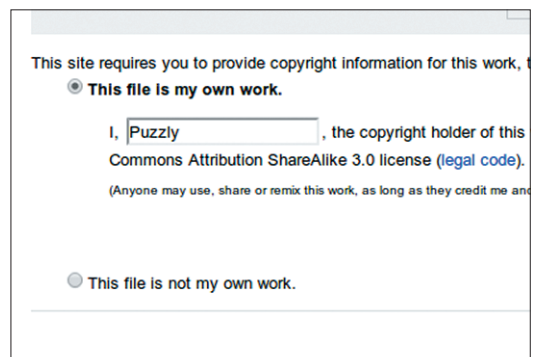 This site requires you to provide copyright information for this work, t
This file is my own work.
I, Puzzly , the copyright holder of this
Commons Attribution ShareAlike 3.0 license (legal code).
(Anyone may use, share or remix this work, as long as they credit me and
This file is not my own work.